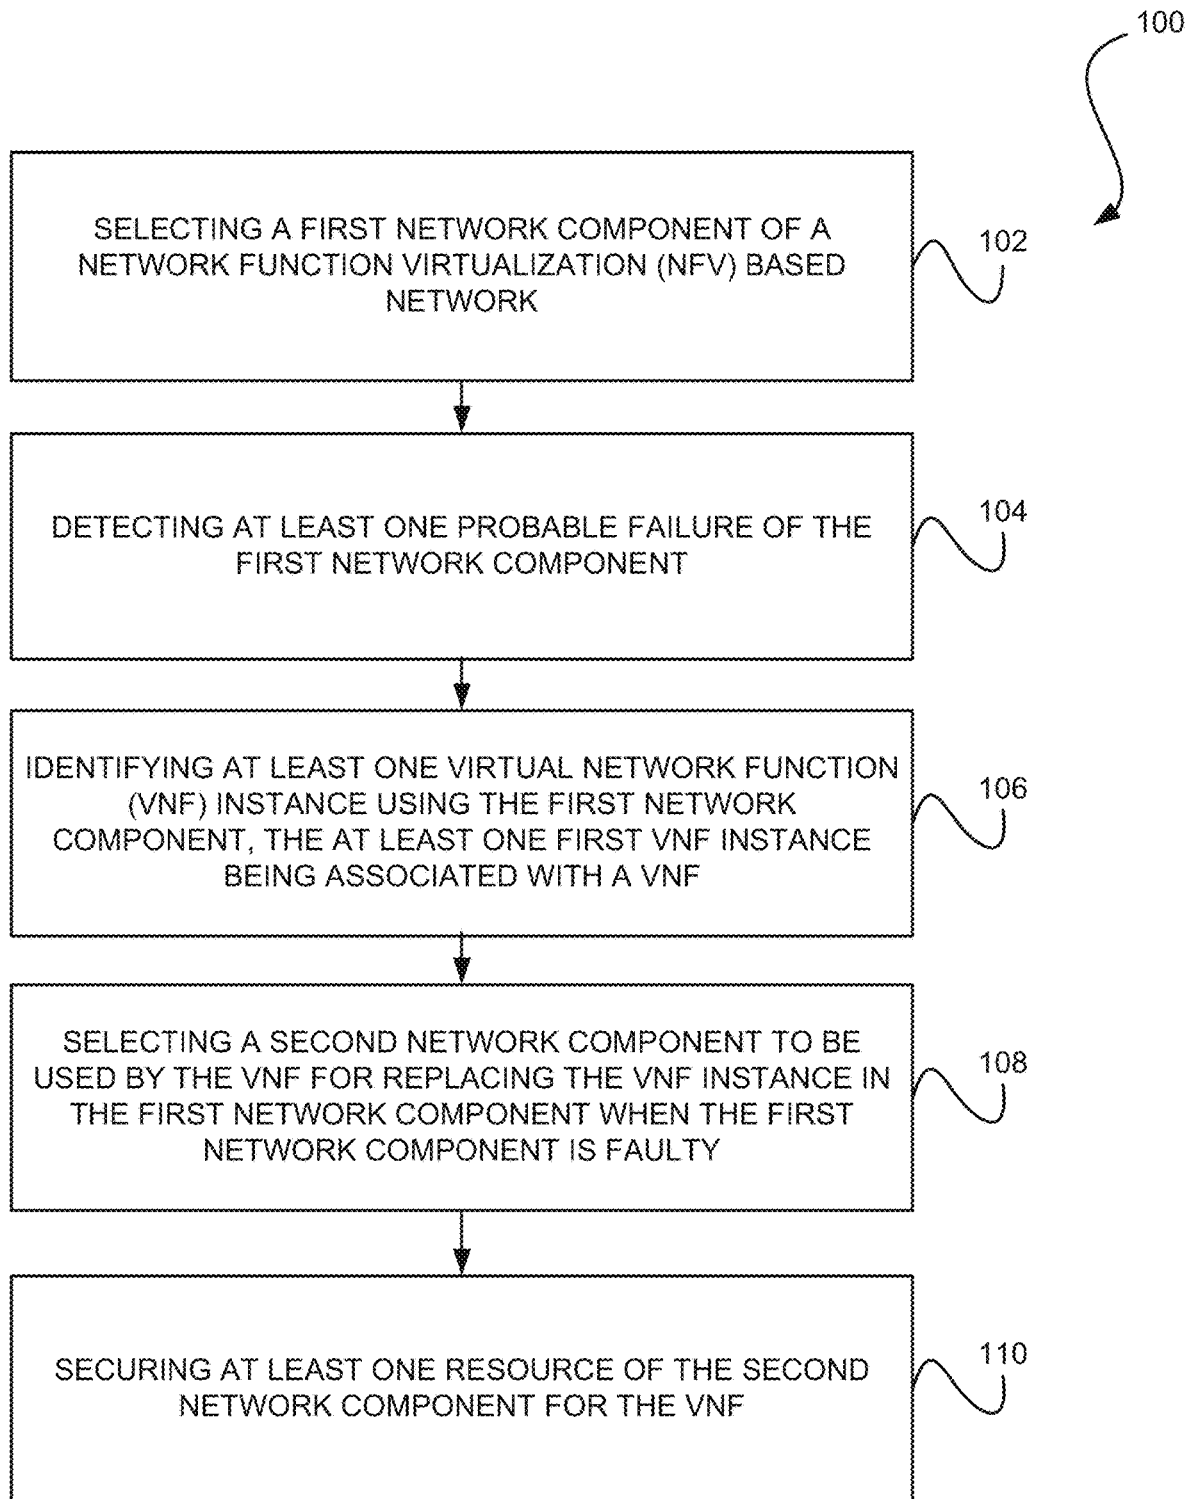 100
SELECTING A FIRST NETWORK COMPONENT OF A
NETWORK FUNCTION VIRTUALIZATION (NFV) BASED
NETWORK
102
DETECTING AT LEAST ONE PROBABLE FAILURE OF THE
FIRST NETWORK COMPONENT
104
IDENTIFYING AT LEAST ONE VIRTUAL NETWORK FUNCTION
(VNF) INSTANCE USING THE FIRST NETWORK
COMPONENT, THE AT LEAST ONE FIRST VNF INSTANCE
BEING ASSOCIATED WITH A VNF
106
SELECTING A SECOND NETWORK COMPONENT TO BE
USED BY THE VNF FOR REPLACING THE VNF INSTANCE IN
THE FIRST NETWORK COMPONENT WHEN THE FIRST
NETWORK COMPONENT IS FAULTY
108
SECURING AT LEAST ONE RESOURCE OF THE SECOND
NETWORK COMPONENT FOR THE VNF
110